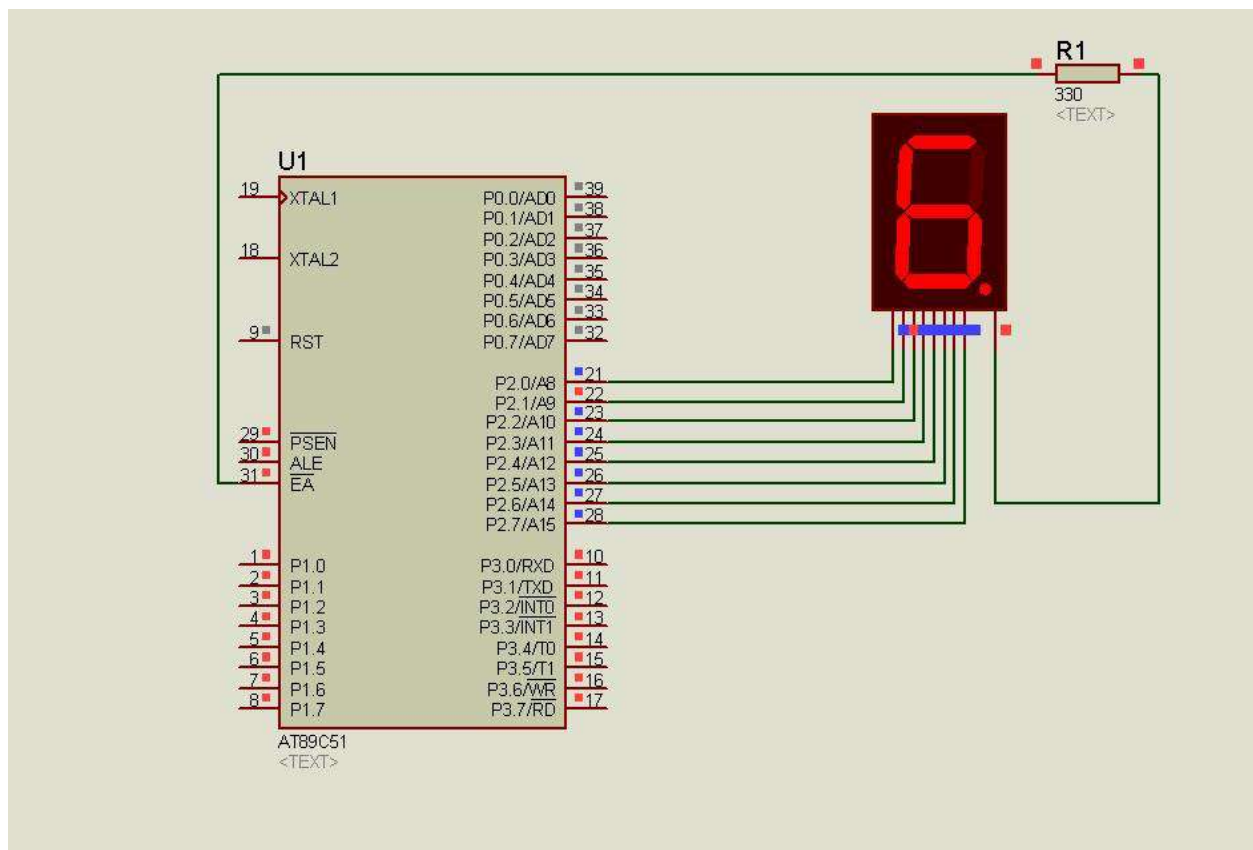 R1
330
<TEXT>
U1
19 XTAL1 P0.0/AD0 39
P0.1/AD1 38
P0.2/AD2 37
18 XTAL2 P0.3/AD3 36
P0.4/AD4 35
P0.5/AD5 34
P0.6/AD6 33
9 RST P0.7/AD7 32
P2.0/A8 21
P2.1/A9 22
P2.2/A10 23
29 PSEN P2.3/A11 24
30 ALE P2.4/A12 25
31 EA P2.5/A13 26
P2.6/A14 27
P2.7/A15 28
1 P1.0 P3.0/RXD 10
2 P1.1 P3.1/TXD 11
3 P1.2 P3.2/INT0 12
4 P1.3 P3.3/INT1 13
5 P1.4 P3.4/T0 14
6 P1.5 P3.5/T1 15
7 P1.6 P3.6/WR 16
8 P1.7 P3.7/RD 17
AT89C51
<TEXT>
6.